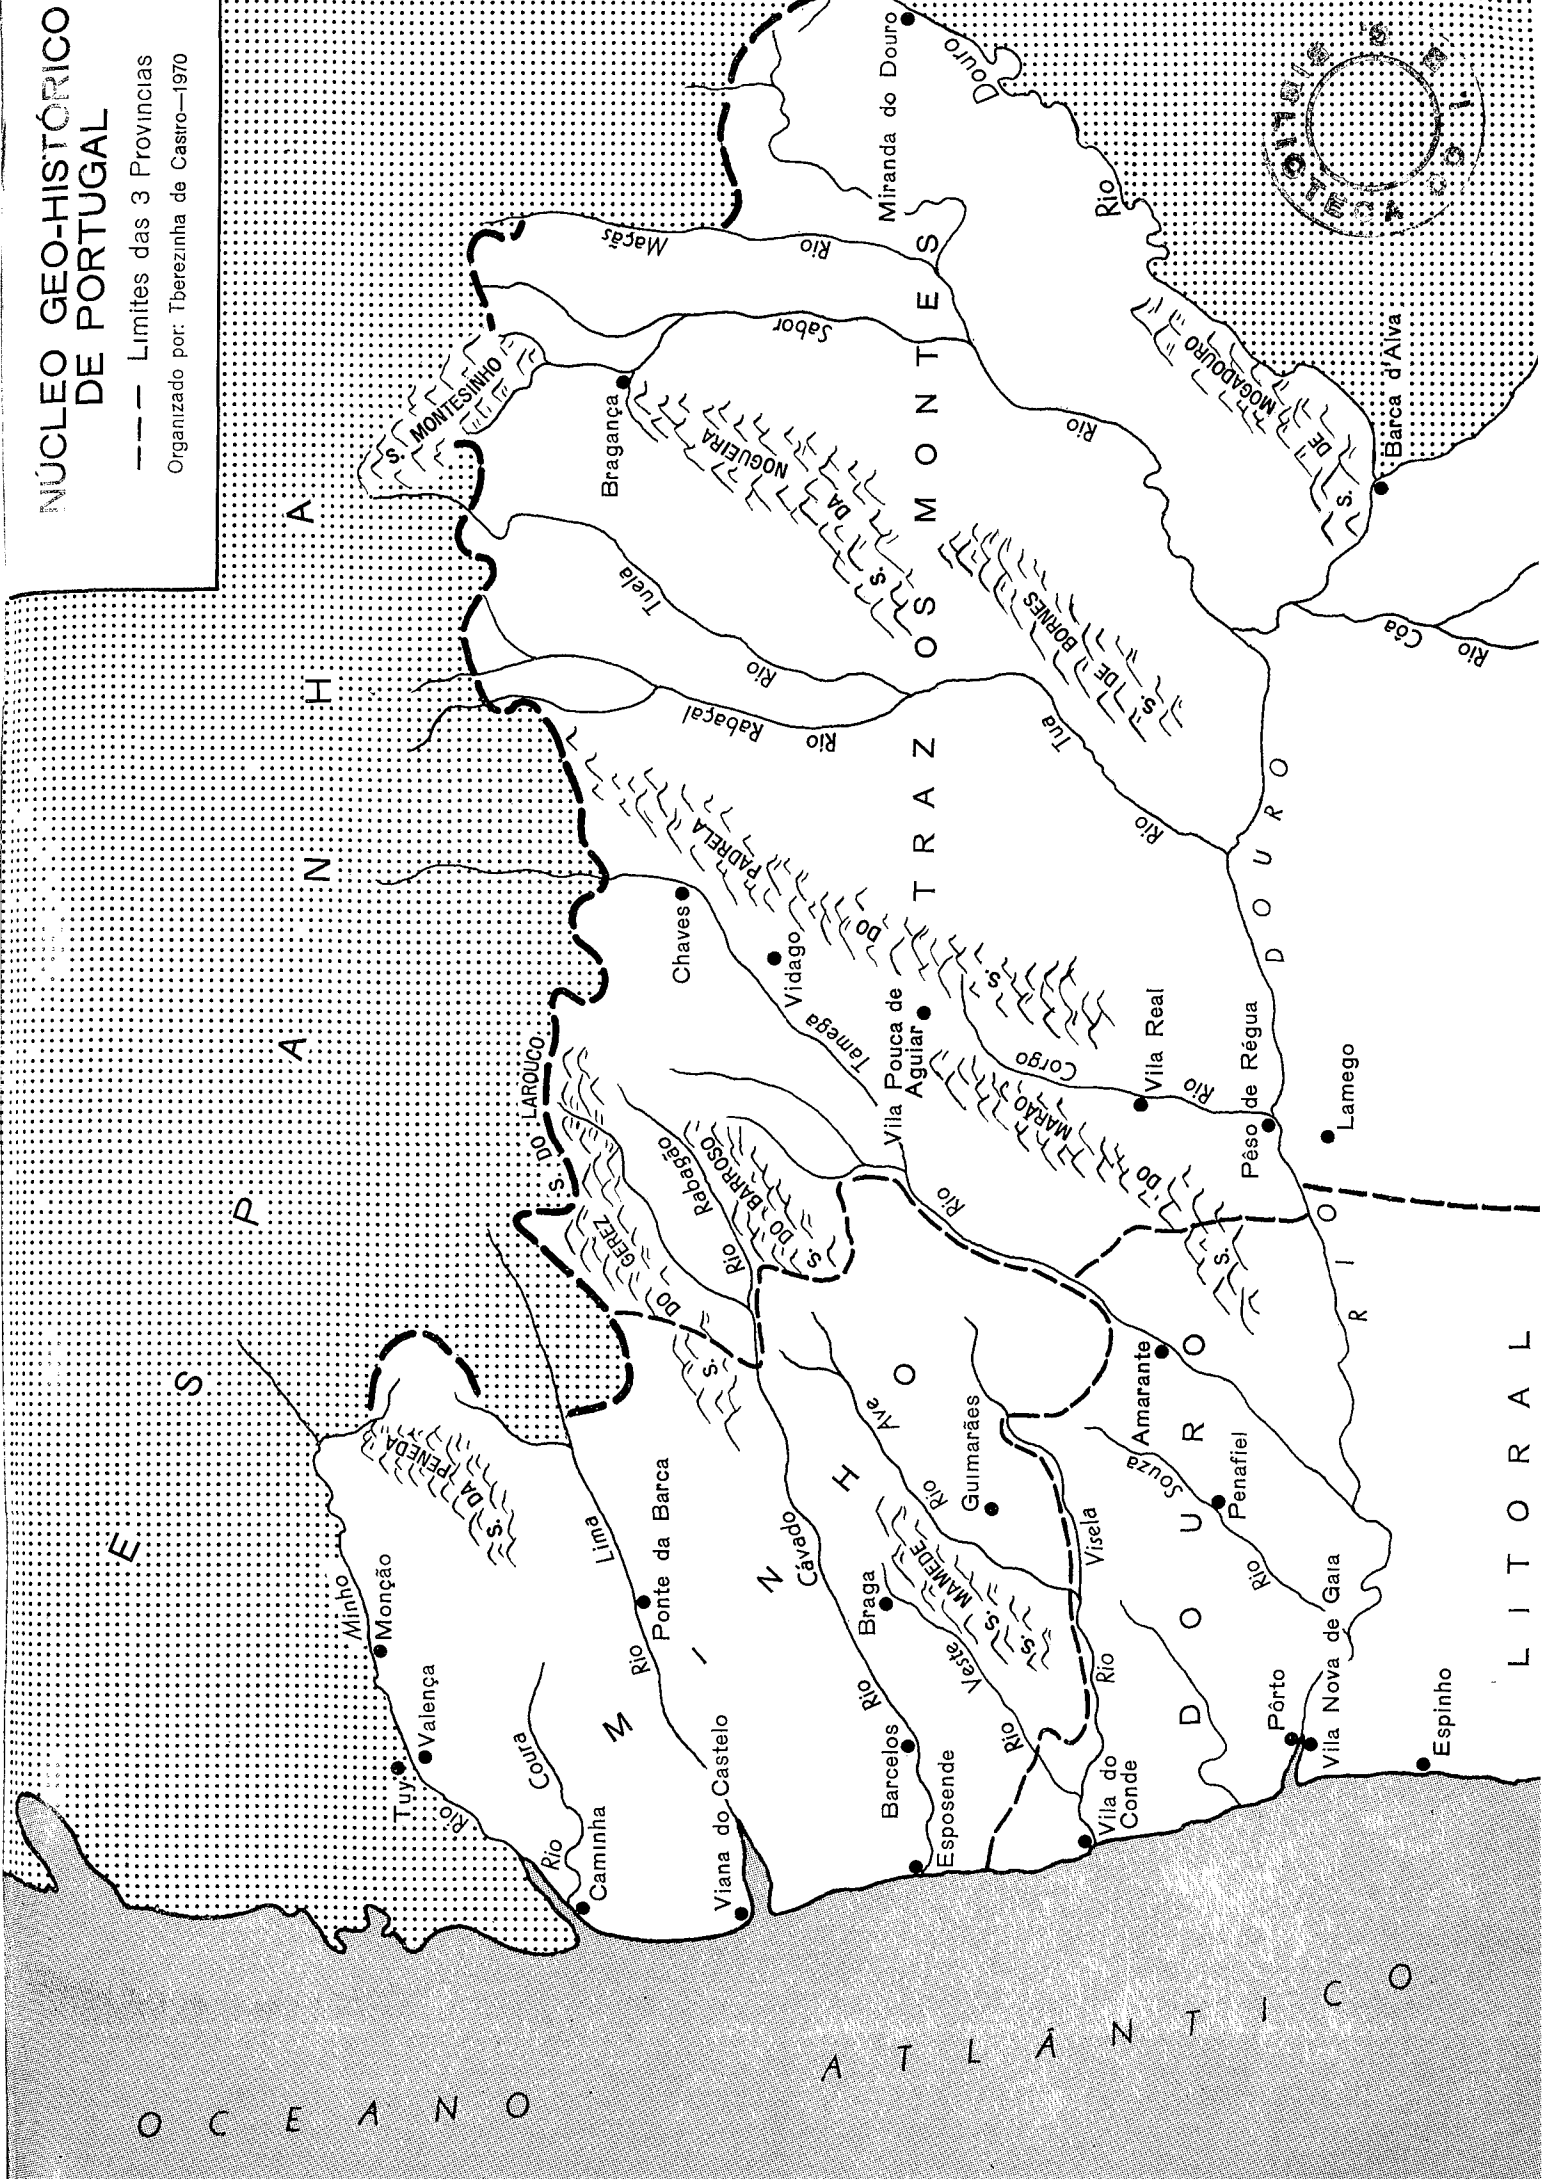 NÚCLEO GEO-HISTÓRICO
DE PORTUGAL
--- Limites das 3 Provincias
Organizado por: Tberezinha de Castro—1970
ESPANHA
OCEANO
ATLÂNTICO
MINHO
TRAZ OS MONTES
DOURO
LITORAL
RIO
DOURO
S. MONTESINHO
S. DO LAROUCO
S. DO GEREZ
S. DA PENEDA
S. DO BARROSO
S. DO PADRELA
S. DA NOGUEIRA
S. DE BORNES
S. DE MOGADOURO
S. DO MARÃO
S. S. MAMEDE
Rio Minho
Rio Coura
Rio Lima
Rio Cávado
Rio Rabagão
Rio Ave
Rio Veste
Rio Visela
Rio Souza
Rio Tamega
Rio Corgo
Rio Tua
Rio Tuela
Rio Rabaçal
Rio Sabor
Rio Maçãs
Rio
Rio Douro
Rio Côa
Tuy
Valença
Monção
Caminha
Viana do Castelo
Ponte da Barca
Esposende
Barcelos
Braga
Guimarães
Vila do
Conde
Pôrto
Vila Nova de Gaia
Espinho
Penafiel
Amarante
Lamego
Pêso de Régua
Vila Real
Vila Pouca de
Aguiar
Vidago
Chaves
Bragança
Miranda do Douro
Barca d'Alva